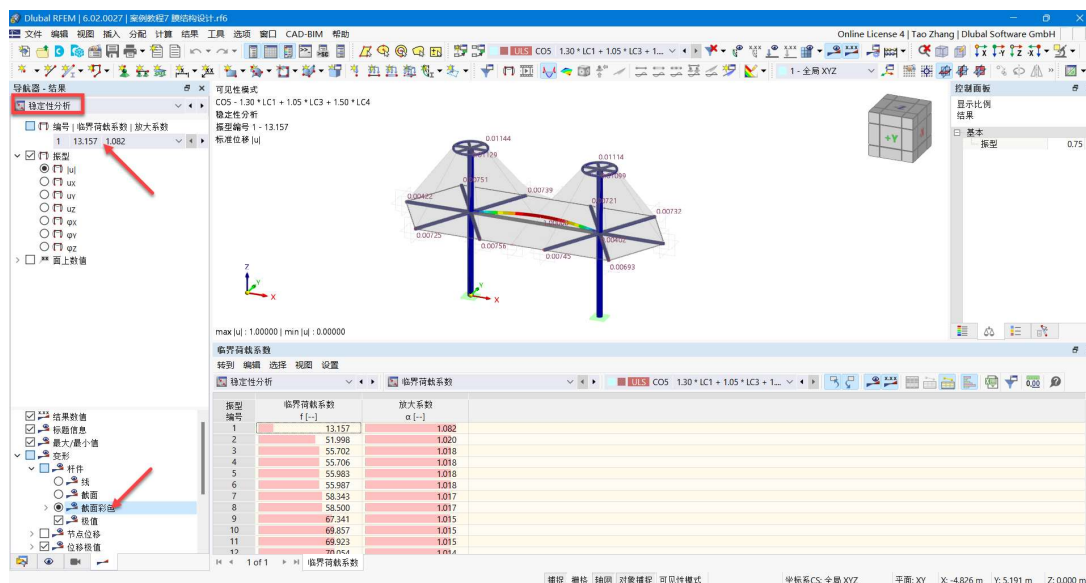 Dlubal RFEM | 6.02.0027 | 案例教程7 膜结构设计.rf6
文件 编辑 视图 插入 分配 计算 结果 工具 选项 窗口 CAD-BIM 帮助
Online License 4 | Tao Zhang | Dlubal Software GmbH
ULS CO5 1.30 * LC1 + 1.05 * LC3 + 1...
1 - 全局 XYZ
导航器 - 结果
稳定性分析
编号 | 临界荷载系数 | 放大系数
1 13.157 1.082
振型
|u|
ux
uY
uZ
φX
φY
φZ
面上数值
结果数值
标题信息
最大/最小值
变形
杆件
线
截面
截面彩色
极值
节点位移
位移极值
可见性模式
CO5 - 1.30 * LC1 + 1.05 * LC3 + 1.50 * LC4
稳定性分析
振型编号 1 - 13.157
标准位移 |u|
0.01144
0.01114
0.00751
0.00739
0.00422
0.00721
0.00732
0.00725
0.00756
0.00402
0.00745
0.00693
Z
Y
X
Y
X
+Y
max |u| : 1.00000 | min |u| : 0.00000
控制面板
显示比例
结果
基本
振型 0.75
临界荷载系数
转到 编辑 选择 视图 设置
稳定性分析 临界荷载系数 ULS CO5 1.30 * LC1 + 1.05 * LC3 + 1....
振型 临界荷载系数 放大系数
编号 f [--] α [--]
1 13.157 1.082
2 51.998 1.020
3 55.702 1.018
4 55.706 1.018
5 55.983 1.018
6 55.987 1.018
7 58.343 1.017
8 58.500 1.017
9 67.341 1.015
10 69.857 1.015
11 69.923 1.015
12 70.054 1.014
1 of 1 临界荷载系数
捕捉 栅格 轴网 对象捕捉 可见性模式 坐标系CS: 全局 XYZ 平面: XY X: -4.826 m Y: 5.191 m Z: 0.000 m